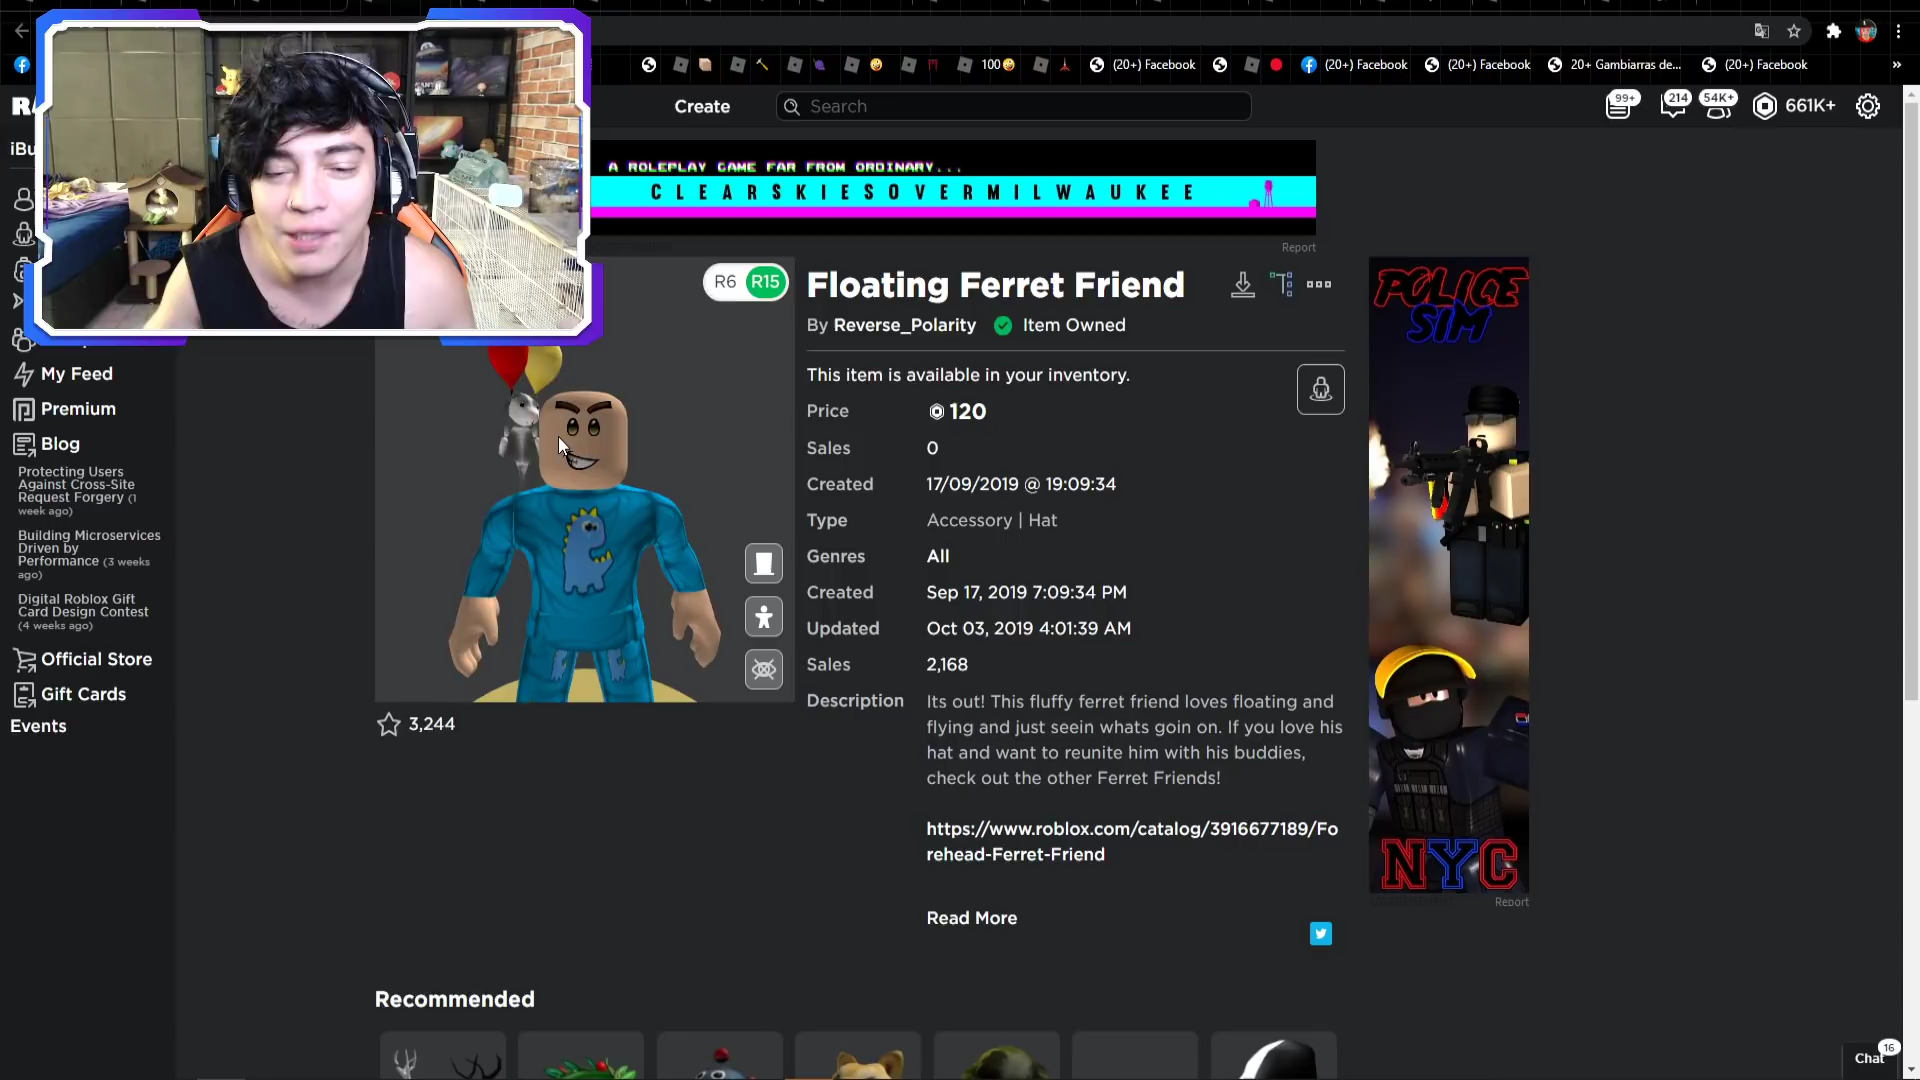 (20+) Facebook
100
(20+) Facebook
(20+) Facebook
20+ Gambiarras de...
(20+) Facebook
»
Create
Search
99+
214
54K+
661K+
iBu
A ROLEPLAY GAME FAR FROM ORDINARY...
CLEARSKIESOVERMILWAUKEE
Report
R6 R15
Floating Ferret Friend
By Reverse_Polarity Item Owned
This item is available in your inventory.
Price 120
Sales 0
Created 17/09/2019 @ 19:09:34
Type Accessory | Hat
Genres All
Created Sep 17, 2019 7:09:34 PM
Updated Oct 03, 2019 4:01:39 AM
Sales 2,168
Description Its out! This fluffy ferret friend loves floating and
flying and just seein whats goin on. If you love his
hat and want to reunite him with his buddies,
check out the other Ferret Friends!
https://www.roblox.com/catalog/3916677189/Fo
rehead-Ferret-Friend
Read More
3,244
My Feed
Premium
Blog
Protecting Users
Against Cross-Site
Request Forgery (1
week ago)
Building Microservices
Driven by
Performance (3 weeks
ago)
Digital Roblox Gift
Card Design Contest
(4 weeks ago)
Official Store
Gift Cards
Events
POLICE
SIM
NYC
Report
Recommended
Chat
16